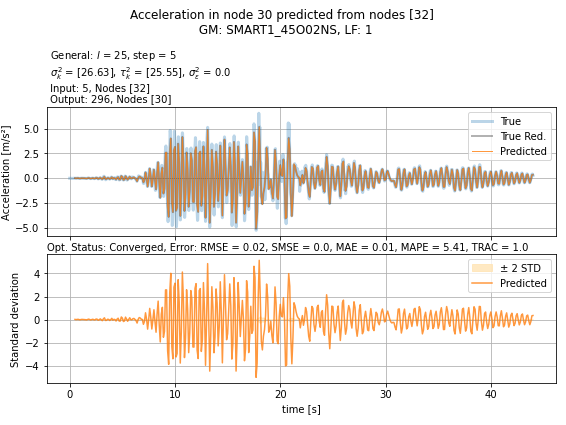 Acceleration in node 30 predicted from nodes [32]
GM: SMART1_45O02NS, LF: 1
General: l = 25, step = 5
σ²ₖ = [26.63], τ²ₖ = [25.55], σ²ε = 0.0
Input: 5, Nodes [32]
Output: 296, Nodes [30]
Acceleration [m/s²]
5.0
2.5
0.0
−2.5
−5.0
True
True Red.
Predicted
Opt. Status: Converged, Error: RMSE = 0.02, SMSE = 0.0, MAE = 0.01, MAPE = 5.41, TRAC = 1.0
Standard deviation
4
2
0
−2
−4
± 2 STD
Predicted
0 10 20 30 40
time [s]